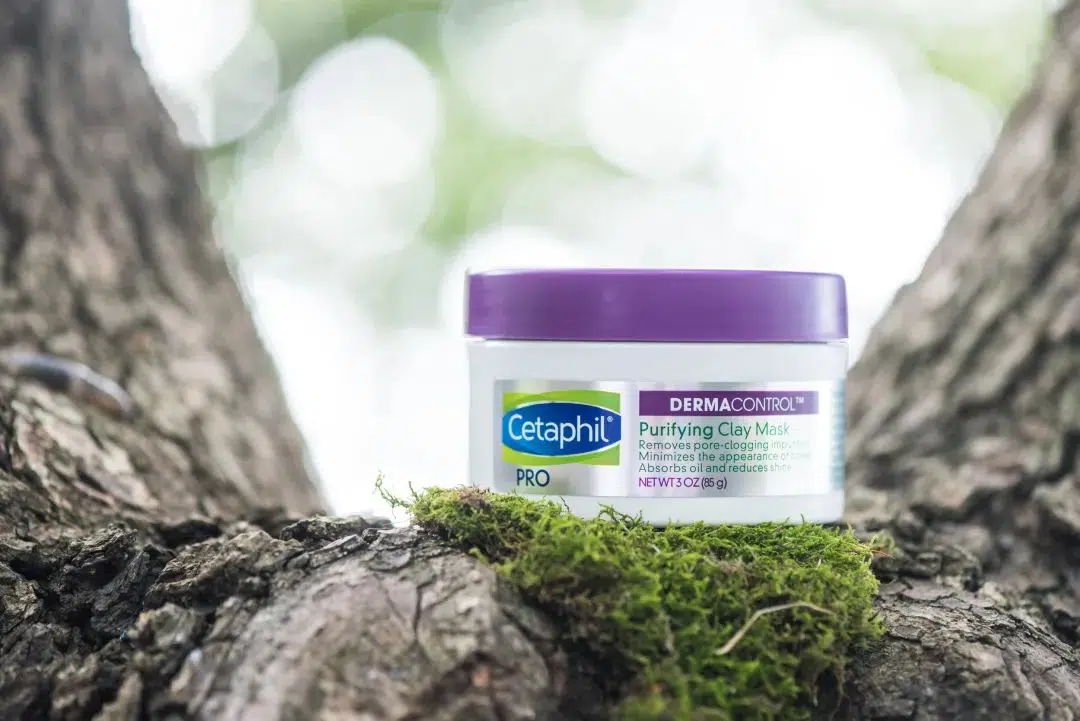 Cetaphil®
PRO
DERMACONTROL™
Purifying Clay Mask
Removes pore-clogging
Minimizes the appearance of
Absorbs oil and reduces shine
NET WT 3 OZ (85 g)